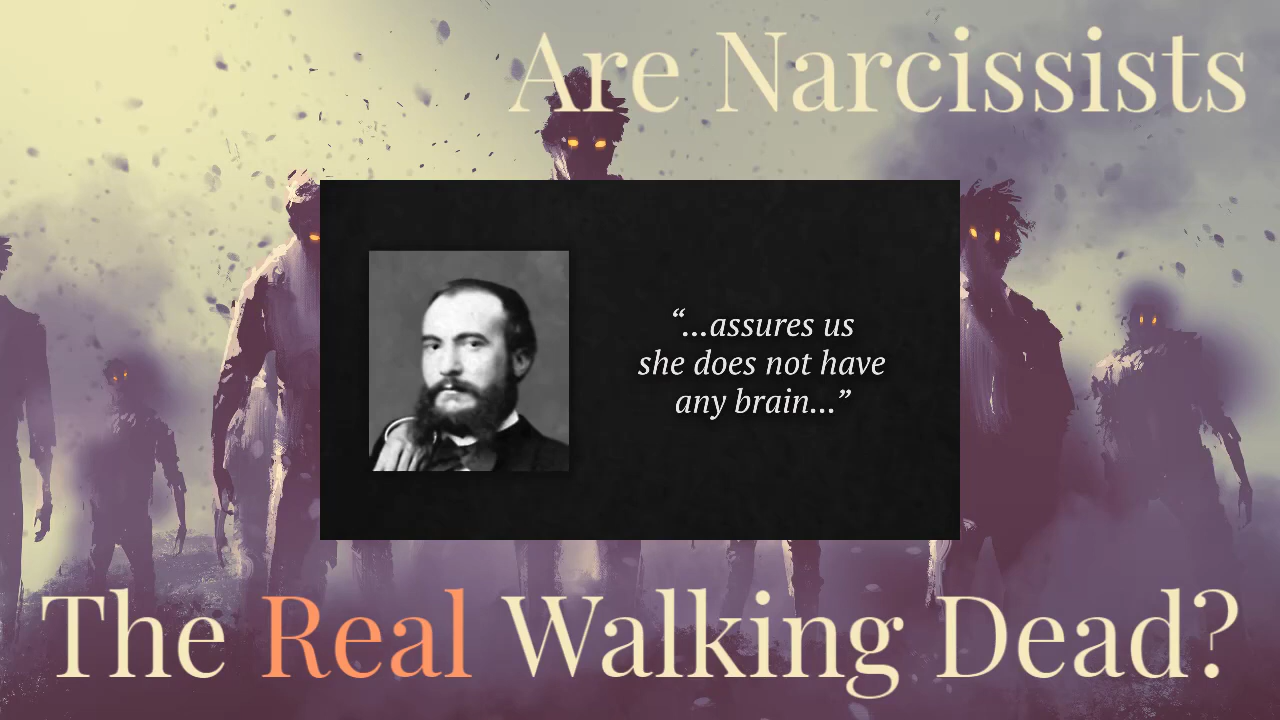 Are Narcissists
“...assures us
she does not have
any brain...”
The Real Walking Dead?